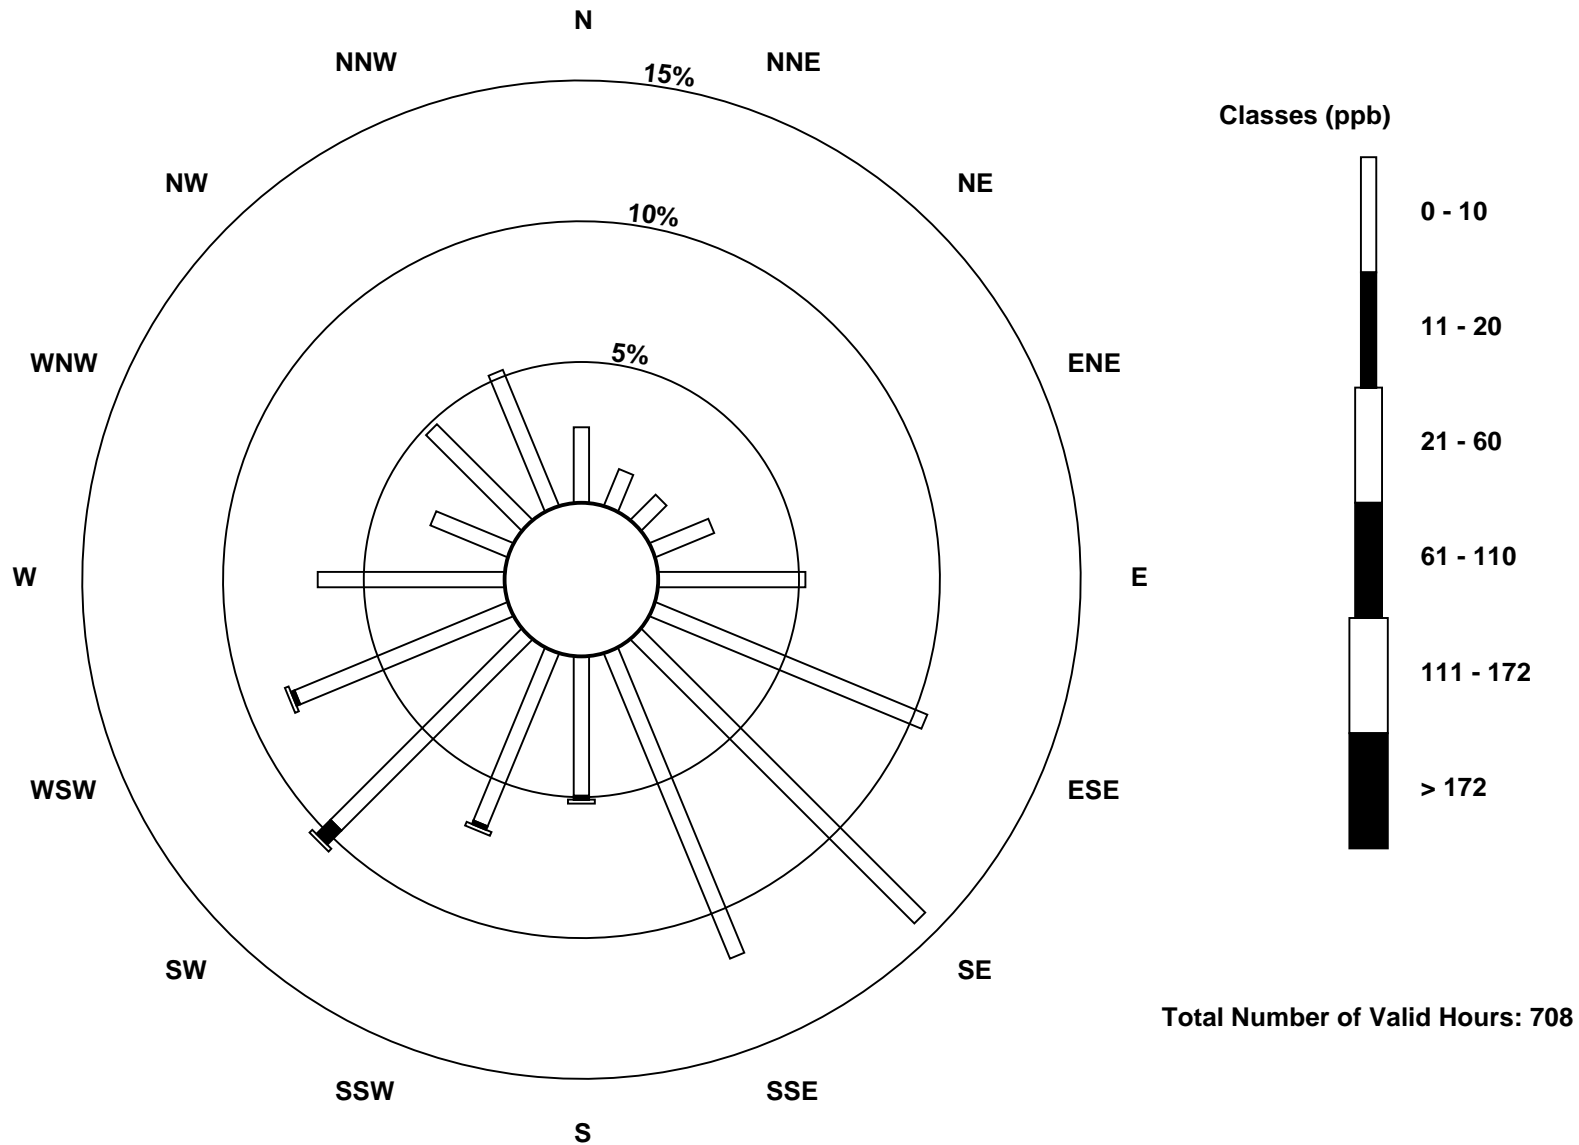 N
NNW
NNE
15%
Classes (ppb)
NW
NE
10%
0 - 10
11 - 20
5%
WNW
ENE
21 - 60
61 - 110
W
E
111 - 172
WSW
ESE
> 172
SW
SE
Total Number of Valid Hours: 708
SSW
SSE
S